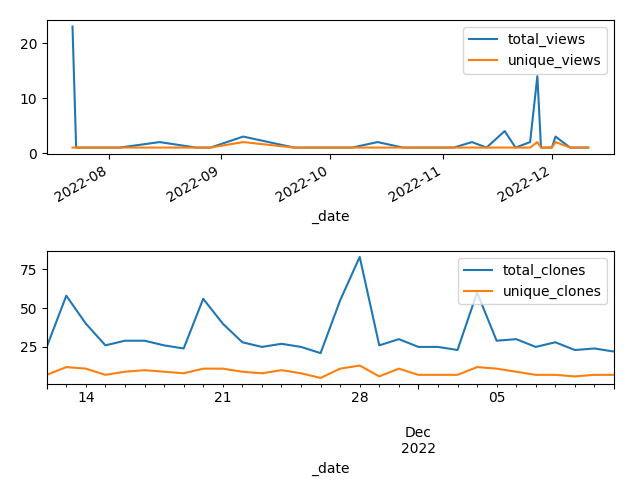 20
10
0
total_views
unique_views
2022-08
2022-09
2022-10
2022-11
2022-12
_date
75
50
25
total_clones
unique_clones
14
21
28
05
Dec
2022
_date